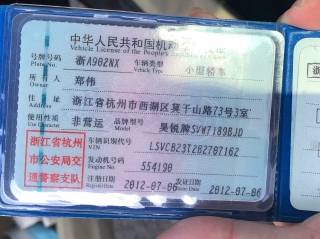 中华人民共和国机动
Vehicle License of the People's
号牌号码 浙A902NX 车辆类型 小型轿车
Plate No. Vehicle Type
所有人 郑伟
Owner
住址 浙江省杭州市西湖区莫干山路73号3室
Address
使用性质 非营运 品牌型号 昊锐牌SVW7189BJD
Use Character Model
浙江省杭州市公安局交通警察支队
车辆识别代号 LSVCB23T2B2870162
VIN
发动机号码 554190
Engine No.
注册日期 2012-07-06 发证日期 2012-07-06
Register Date Issue Date